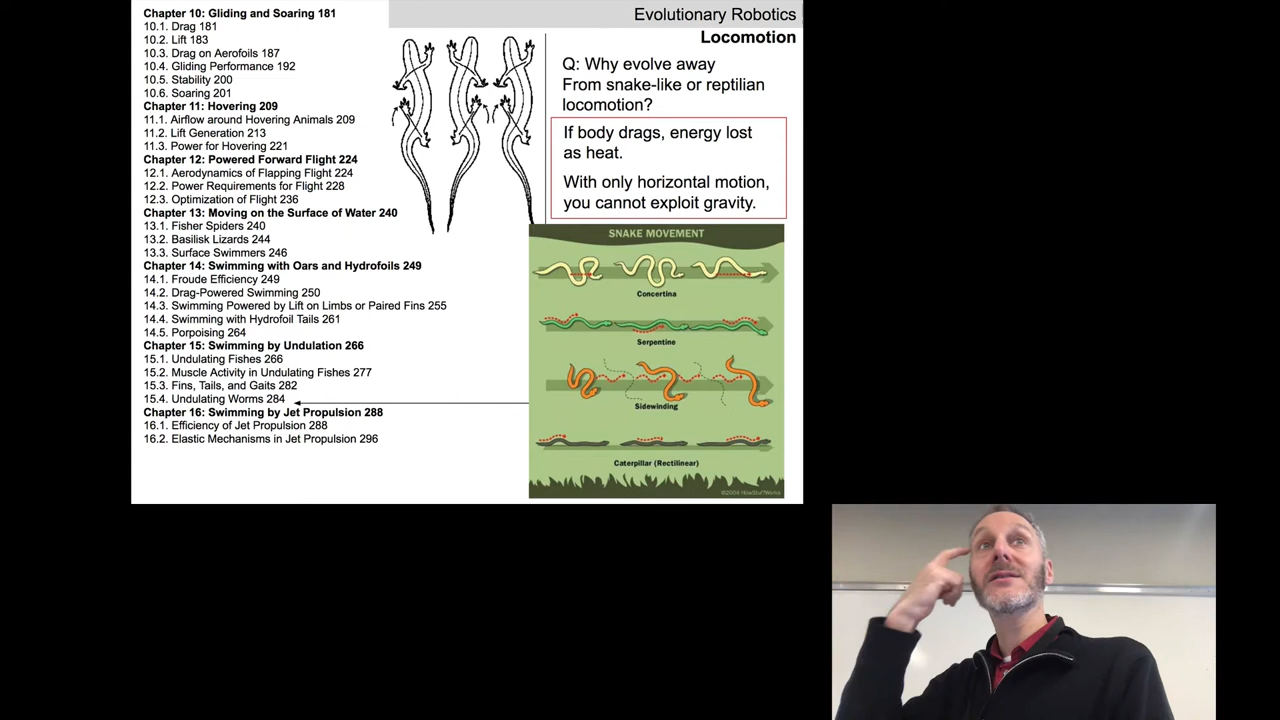 Chapter 10: Gliding and Soaring 181
10.1. Drag 181
10.2. Lift 183
10.3. Drag on Aerofoils 187
10.4. Gliding Performance 192
10.5. Stability 200
10.6. Soaring 201
Chapter 11: Hovering 209
11.1. Airflow around Hovering Animals 209
11.2. Lift Generation 213
11.3. Power for Hovering 221
Chapter 12: Powered Forward Flight 224
12.1. Aerodynamics of Flapping Flight 224
12.2. Power Requirements for Flight 228
12.3. Optimization of Flight 236
Chapter 13: Moving on the Surface of Water 240
13.1. Fisher Spiders 240
13.2. Basilisk Lizards 244
13.3. Surface Swimmers 246
Chapter 14: Swimming with Oars and Hydrofoils 249
14.1. Froude Efficiency 249
14.2. Drag-Powered Swimming 250
14.3. Swimming Powered by Lift on Limbs or Paired Fins 255
14.4. Swimming with Hydrofoil Tails 261
14.5. Porpoising 264
Chapter 15: Swimming by Undulation 266
15.1. Undulating Fishes 266
15.2. Muscle Activity in Undulating Fishes 277
15.3. Fins, Tails, and Gaits 282
15.4. Undulating Worms 284
Chapter 16: Swimming by Jet Propulsion 288
16.1. Efficiency of Jet Propulsion 288
16.2. Elastic Mechanisms in Jet Propulsion 296
Evolutionary Robotics
Locomotion
Q: Why evolve away
From snake-like or reptilian
locomotion?
If body drags, energy lost
as heat.
With only horizontal motion,
you cannot exploit gravity.
SNAKE MOVEMENT
Concertina
Serpentine
Sidewinding
Caterpillar (Rectilinear)
©2004 HowStuffWorks